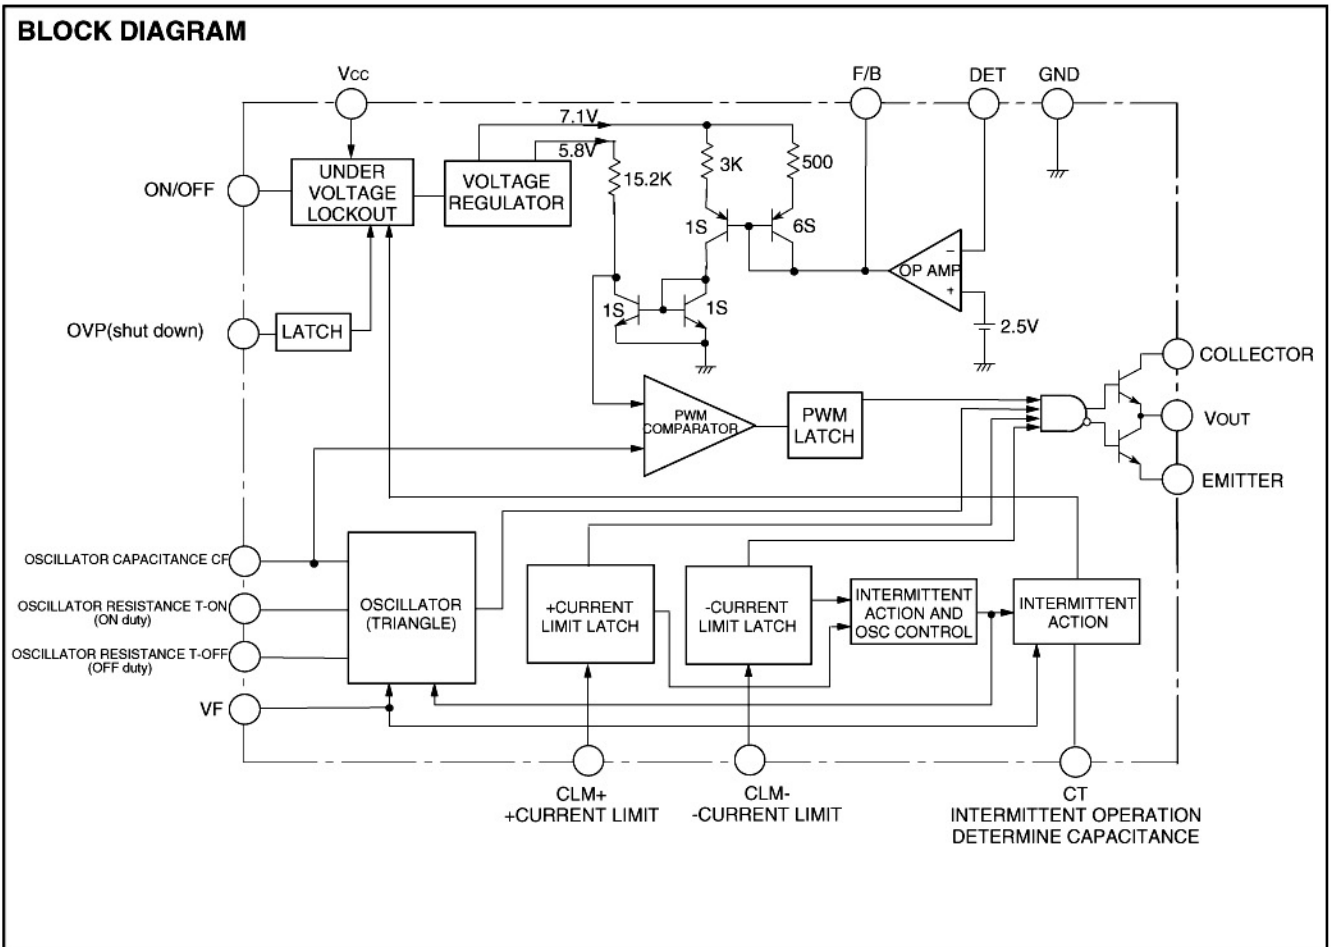 BLOCK DIAGRAM
VCC
F/B
DET
GND
7.1V
5.8V
15.2K
3K
500
ON/OFF
UNDER
VOLTAGE
LOCKOUT
VOLTAGE
REGULATOR
1S
6S
OP AMP
−
+
1S
1S
2.5V
OVP(shut down)
LATCH
COLLECTOR
PWM
COMPARATOR
PWM
LATCH
VOUT
EMITTER
OSCILLATOR CAPACITANCE CF
OSCILLATOR RESISTANCE T-ON
(ON duty)
OSCILLATOR RESISTANCE T-OFF
(OFF duty)
VF
OSCILLATOR
(TRIANGLE)
+CURRENT
LIMIT LATCH
-CURRENT
LIMIT LATCH
INTERMITTENT
ACTION AND
OSC CONTROL
INTERMITTENT
ACTION
CLM+
+CURRENT LIMIT
CLM-
-CURRENT LIMIT
CT
INTERMITTENT OPERATION
DETERMINE CAPACITANCE